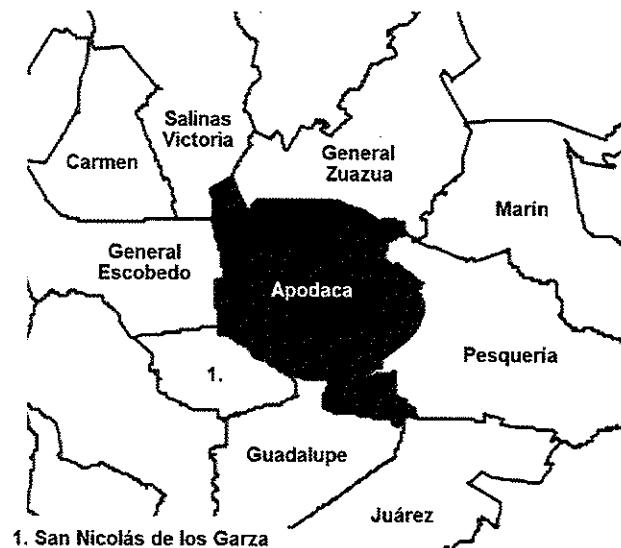 Salinas
Victoria
Carmen
General
Zuazua
Marín
General
Escobedo
Apodaca
Pesquería
1.
Guadalupe
Juárez
1. San Nicolás de los Garza